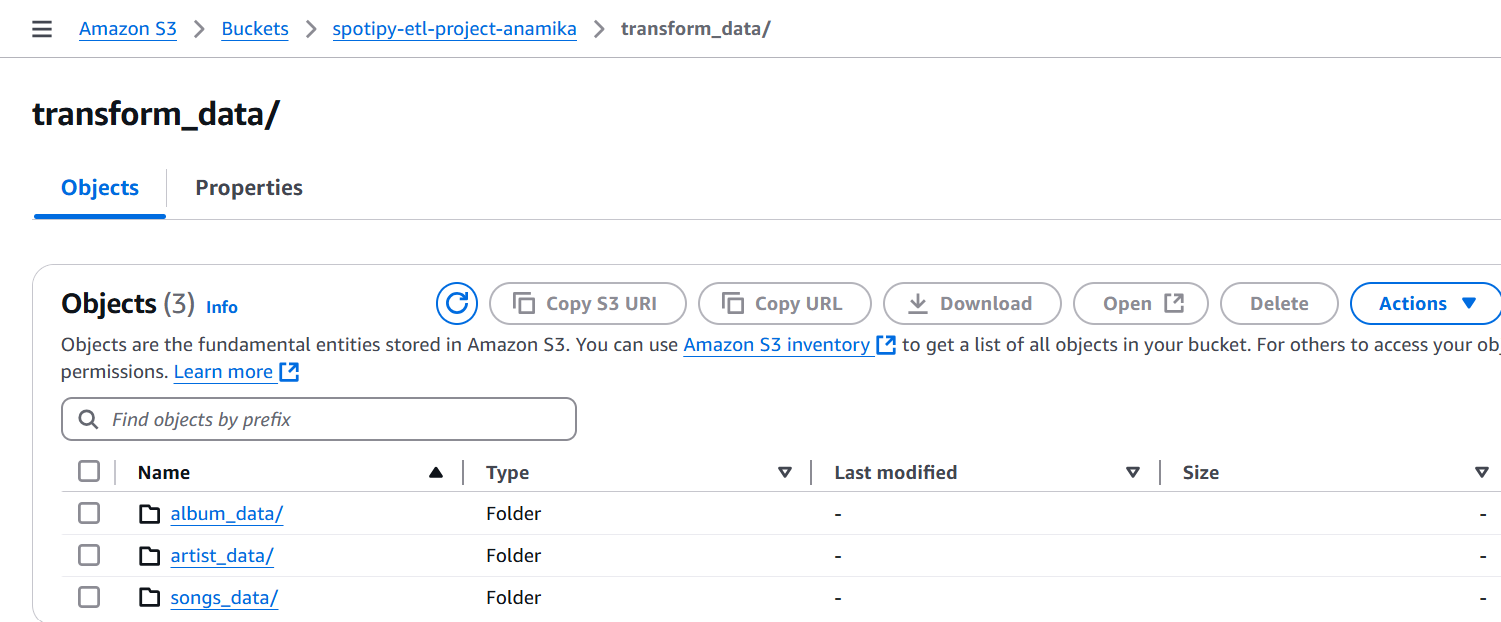 Amazon S3 > Buckets > spotipy-etl-project-anamika > transform_data/
transform_data/
Objects Properties
Objects (3) Info Copy S3 URI Copy URL Download Open Delete Actions
Objects are the fundamental entities stored in Amazon S3. You can use Amazon S3 inventory to get a list of all objects in your bucket. For others to access your
permissions. Learn more
Find objects by prefix
Name Type Last modified Size
album_data/ Folder - -
artist_data/ Folder - -
songs_data/ Folder - -